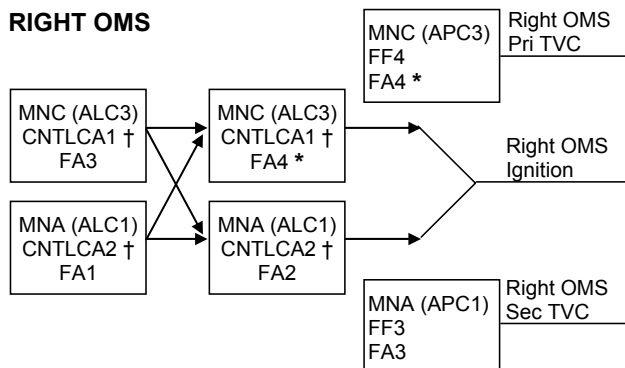 RIGHT OMS
MNC (APC3)
FF4
FA4 *
Right OMS
Pri TVC
MNC (ALC3)
CNTLCA1 †
FA3
MNC (ALC3)
CNTLCA1 †
FA4 *
Right OMS
Ignition
MNA (ALC1)
CNTLCA2 †
FA1
MNA (ALC1)
CNTLCA2 †
FA2
MNA (APC1)
FF3
FA3
Right OMS
Sec TVC